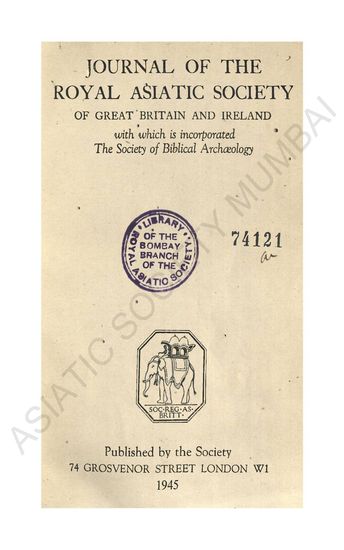 JOURNAL OF THE
ROYAL ASIATIC SOCIETY
OF GREAT BRITAIN AND IRELAND
with which is incorporated
The Society of Biblical Archæology
LIBRARY
OF THE
BOMBAY
BRANCH
OF THE
ROYAL ASIATIC SOCIETY
74121
SOC·REG·AS·
BRITT·
Published by the Society
74 GROSVENOR STREET LONDON W1
1945
ASIATIC SOCIETY MUMBAI